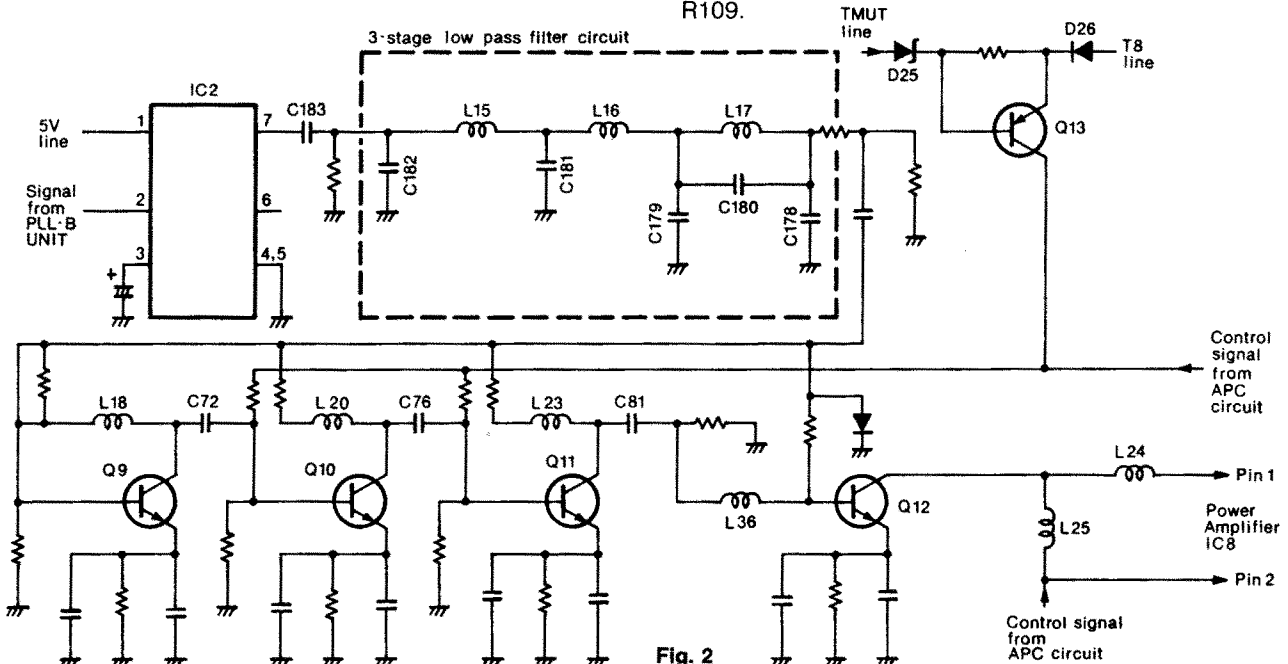 R109.
3-stage low pass filter circuit
TMUT
line
D25
D26
T8
line
Q13
IC2
5V
line
1
7
C183
L15
L16
L17
C182
C181
C179
C180
C178
Signal
from
PLL-B
UNIT
2
6
3
4,5
+
Control
signal
from
APC
circuit
L18
C72
L20
C76
L23
C81
Q9
Q10
Q11
L36
Q12
L24
Pin 1
L25
Power
Amplifier
IC8
Pin 2
Control signal
from
APC circuit
Fig. 2